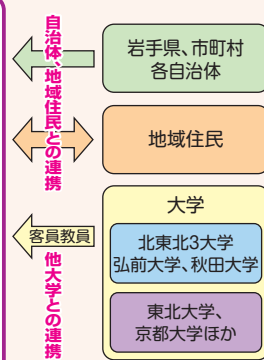 自治体、地域住民との連携
岩手県、市町村
各自治体
地域住民
大学
客員教員
他大学との連携
北東北3大学
弘前大学、秋田大学
東北大学、
京都大学ほか